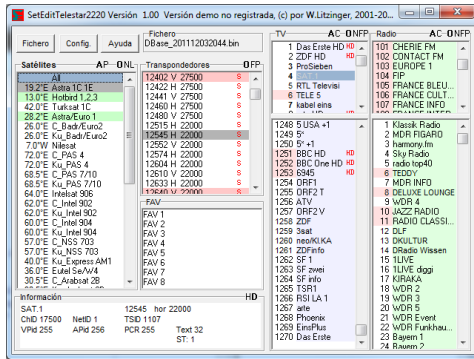 SetEditTelestar2220 Versión 1.00 Versión demo no registrada, (c) por W.Litzinger, 2001-20...
Fichero Config. Ayuda
Fichero
DBase_201112032044.bin
Satélites AP-ONL
All
19.2°E Astra 1C 1E
13.0°E Hotbird 1,2,3
42.0°E Turksat 1C
28.2°E Astra/Euro 1
26.0°E C_Badr/Euro2
26.0°E Ku_Badr/Euro2
7.0°W Nilesat
72.0°E C_PAS 4
72.0°E Ku_PAS 4
68.5°E C_PAS 7/10
68.5°E Ku_PAS 7/10
64.0°E Intelsat 906
62.0°E C_Intel 902
62.0°E Ku_Intel 902
60.0°E C_Intel 904
60.0°E Ku_Intel 904
57.0°E C_NSS 703
57.0°E Ku_NSS 703
40.0°E Ku_Express AM1
36.0°E Eutel Se/W4
30.5°E C_Arabsat 2B
Transpondedores OFP
12402 V 27500 S
12422 H 27500
12441 V 27500
12460 H 27500
12480 V 27500
12515 H 22000
12545 H 22000
12552 V 22000
12574 H 22000
12604 H 22000
12610 V 22000
12633 H 22000
12640 V 22000 S
FAV
FAV 1
FAV 2
FAV 3
FAV 4
FAV 5
FAV 6
FAV 7
FAV 8
TV AC-ONFP
1 Das Erste HD HD
2 ZDF HD HD
3 ProSieben
4 SAT.1
5 RTL Televisi
6 TELE 5
7 kabel eins
1248 5 USA +1
1249 5*
1250 5* +1
1251 BBC HD HD
1252 BBC One HD HD
1253 6945 HD
1254 ORF1
1255 ORF2 T
1256 ATV
1257 ORF2 V
1258 ZDF
1259 3sat
1260 neo/KI.KA
1261 ZDFinfo
1262 SF 1
1263 SF zwei
1264 SF info
1265 TSR1
1266 RSI LA 1
1267 arte
1268 Phoenix
1269 EinsPlus
1270 Das Erste
Radio AC-ONFP
101 CHERIE FM
102 CONTACT FM
103 EUROPE 1
104 FIP
105 FRANCE BLEU...
106 FRANCE CULT...
107 FRANCE INFO
1 Klassik Radio
2 MDR FIGARO
3 harmony.fm
4 Sky Radio
5 radio top40
6 TEDDY
7 MDR INFO
8 DELUXE LOUNGE
9 WDR 4
10 JAZZ RADIO
11 RADIO CLASSI...
12 DLF
13 DKULTUR
14 DRadio Wissen
15 1LIVE
16 1LIVE diggi
17 KIRAKA
18 WDR 2
19 WDR 3
20 WDR 5
21 WDR Event
22 WDR Funkhau...
23 Bayern 1
24 Bayern 2
Información HD
SAT.1 12545 hor 22000
ChID 17500 NetID 1 TSID 1107
VPid 255 APid 256 PCR 255 Text 32
ST: 1